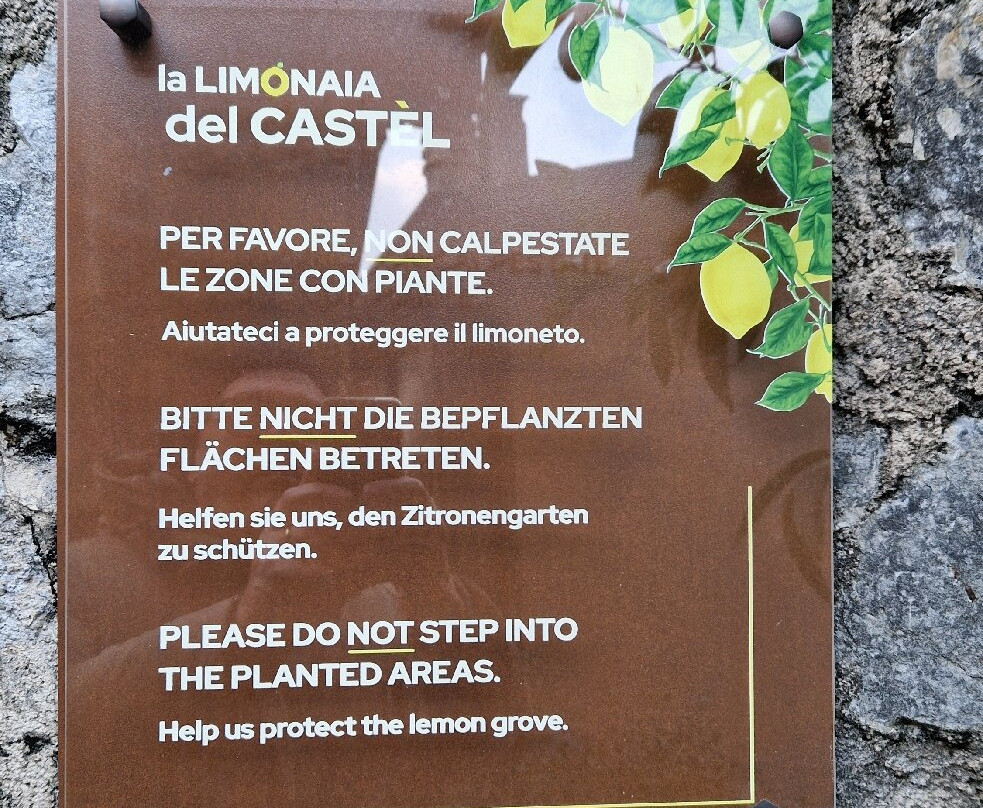 la LIMONAIA
del CASTÈL
PER FAVORE, NON CALPESTATE
LE ZONE CON PIANTE.
Aiutateci a proteggere il limoneto.
BITTE NICHT DIE BEPFLANZTEN
FLÄCHEN BETRETEN.
Helfen sie uns, den Zitronengarten
zu schützen.
PLEASE DO NOT STEP INTO
THE PLANTED AREAS.
Help us protect the lemon grove.